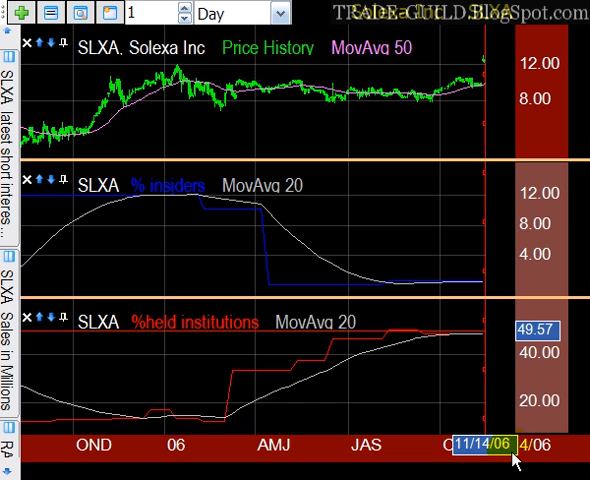 1 Day TRADE-GUILD.BlogSpot.com
SLXA. Solexa Inc Price History MovAvg 50
12.00
8.00
SLXA % insiders MovAvg 20
12.00
8.00
4.00
SLXA %held institutions MovAvg 20
49.57
40.00
20.00
OND 06 AMJ JAS 11/14/06 4/06
SLXA latest short interes ...
SLXA Sales in Millions
RA